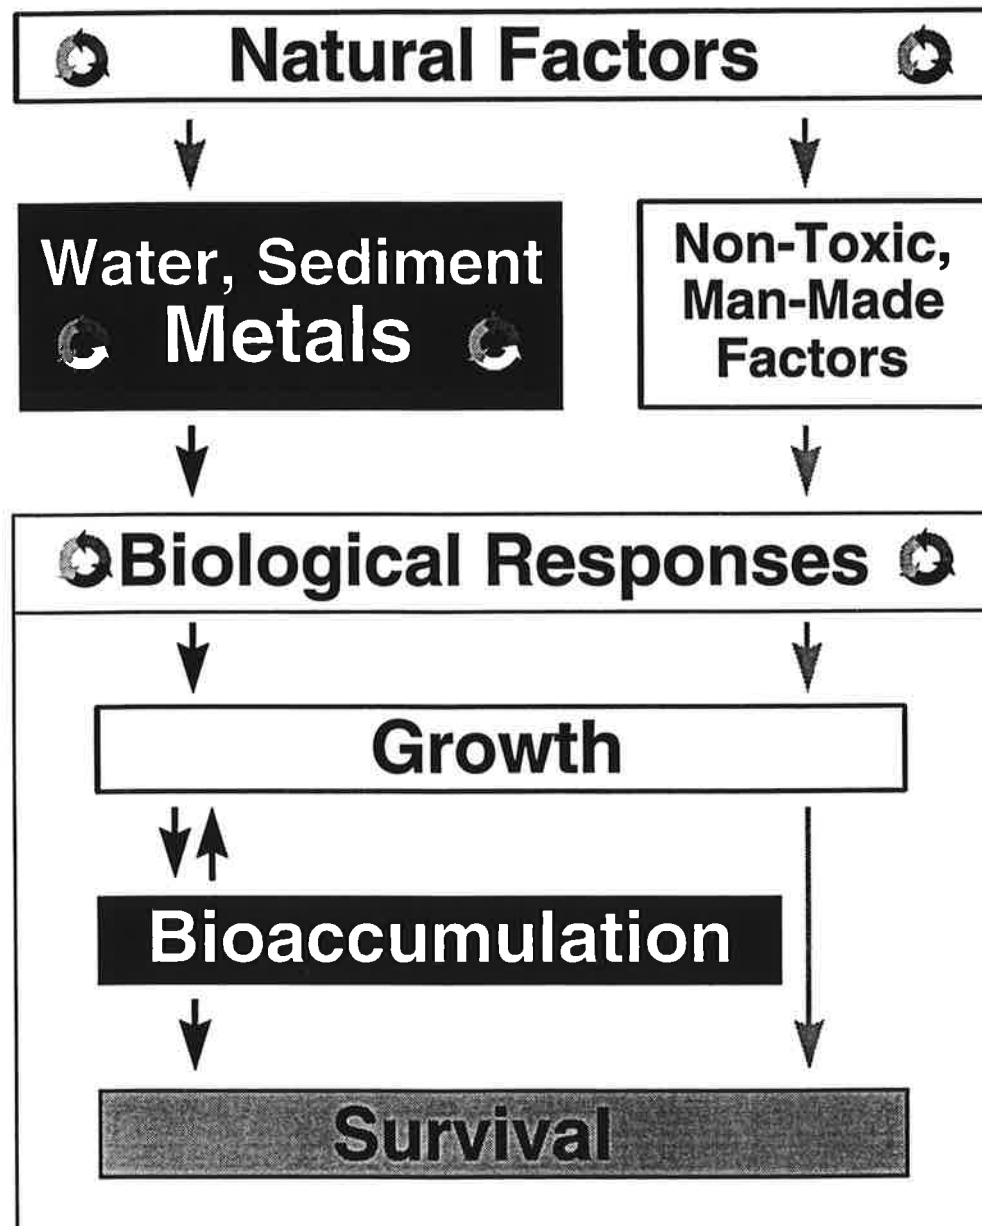 Natural Factors
Water, Sediment
Metals
Non-Toxic,
Man-Made
Factors
Biological Responses
Growth
Bioaccumulation
Survival